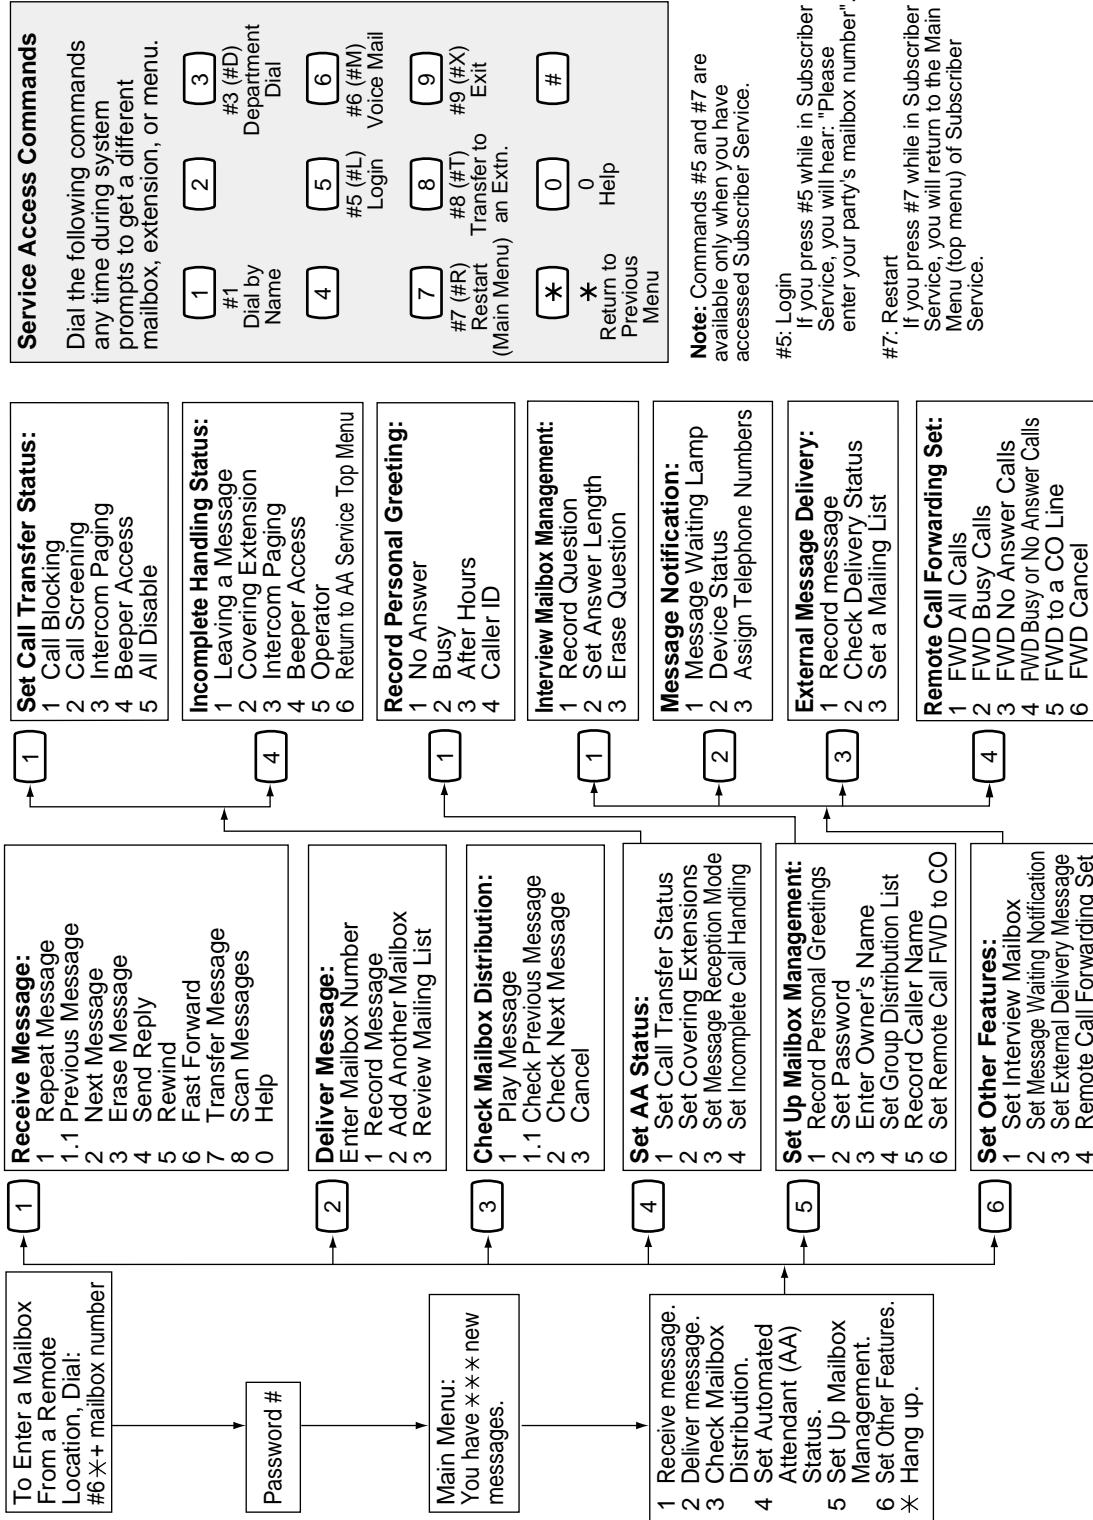 To Enter a Mailbox
From a Remote
Location, Dial:
#6✳+ mailbox number
Password #
Main Menu:
You have ✳✳✳ new
messages.
1 Receive message.
2 Deliver message.
3 Check Mailbox
Distribution.
4 Set Automated
Attendant (AA)
Status.
5 Set Up Mailbox
Management.
6 Set Other Features.
✳ Hang up.
1
Receive Message:
1 Repeat Message
1.1 Previous Message
2 Next Message
3 Erase Message
4 Send Reply
5 Rewind
6 Fast Forward
7 Transfer Message
8 Scan Messages
0 Help
2
Deliver Message:
Enter Mailbox Number
1 Record Message
2 Add Another Mailbox
3 Review Mailing List
3
Check Mailbox Distribution:
1 Play Message
1.1 Check Previous Message
2 Check Next Message
3 Cancel
4
Set AA Status:
1 Set Call Transfer Status
2 Set Covering Extensions
3 Set Message Reception Mode
4 Set Incomplete Call Handling
5
Set Up Mailbox Management:
1 Record Personal Greetings
2 Set Password
3 Enter Owner's Name
4 Set Group Distribution List
5 Record Caller Name
6 Set Remote Call FWD to CO
6
Set Other Features:
1 Set Interview Mailbox
2 Set Message Waiting Notification
3 Set External Delivery Message
4 Remote Call Forwarding Set
1
Set Call Transfer Status:
1 Call Blocking
2 Call Screening
3 Intercom Paging
4 Beeper Access
5 All Disable
4
Incomplete Handling Status:
1 Leaving a Message
2 Covering Extension
3 Intercom Paging
4 Beeper Access
5 Operator
6 Return to AA Service Top Menu
1
Record Personal Greeting:
1 No Answer
2 Busy
3 After Hours
4 Caller ID
1
Interview Mailbox Management:
1 Record Question
2 Set Answer Length
3 Erase Question
2
Message Notification:
1 Message Waiting Lamp
2 Device Status
3 Assign Telephone Numbers
3
External Message Delivery:
1 Record message
2 Check Delivery Status
3 Set a Mailing List
4
Remote Call Forwarding Set:
1 FWD All Calls
2 FWD Busy Calls
3 FWD No Answer Calls
4 FWD Busy or No Answer Calls
5 FWD to a CO Line
6 FWD Cancel
Service Access Commands
Dial the following commands
any time during system
prompts to get a different
mailbox, extension, or menu.
1 2 3
#1
Dial by
Name
#3 (#D)
Department
Dial
4 5 6
#5 (#L)
Login
#6 (#M)
Voice Mail
7 8 9
#7 (#R)
Restart
(Main Menu)
#8 (#T)
Transfer to
an Extn.
#9 (#X)
Exit
✳ 0 #
✳
Return to
Previous
Menu
0
Help
Note: Commands #5 and #7 are
available only when you have
accessed Subscriber Service.
#5: Login
If you press #5 while in Subscriber
Service, you will hear: "Please
enter your party's mailbox number".
#7: Restart
If you press #7 while in Subscriber
Service, you will return to the Main
Menu (top menu) of Subscriber
Service.